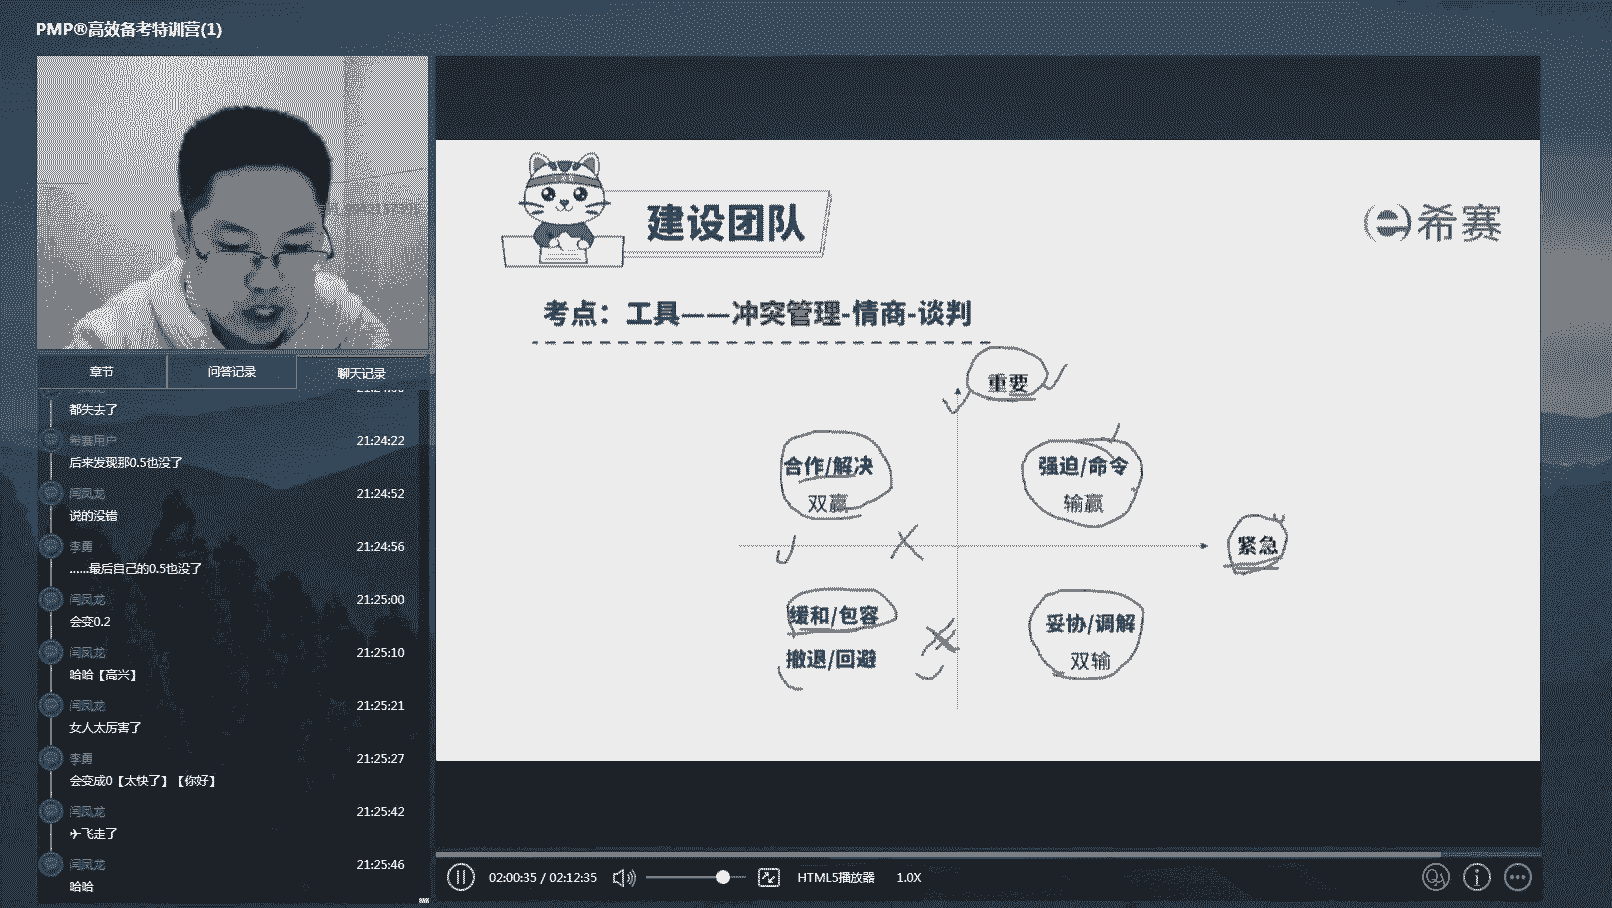 PMP®高效备考特训营(1)
章节
问答记录
聊天记录
都失去了
希赛用户
21:24:22
后来发现那0.5也没了
闫凤龙
21:24:52
说的没错
李勇
21:24:56
......最后自己的0.5也没了
闫凤龙
21:25:00
会变0.2
闫凤龙
21:25:10
哈哈【高兴】
闫凤龙
21:25:21
女人太厉害了
李勇
21:25:27
会变成0【太快了】【你好】
闫凤龙
21:25:42
✈飞走了
闫凤龙
21:25:46
哈哈
建设团队
希赛
考点：工具——冲突管理-情商-谈判
重要
合作/解决
双赢
强迫/命令
输赢
紧急
缓和/包容
撤退/回避
妥协/调解
双输
02:00:35 / 02:12:35
HTML5播放器
1.0X